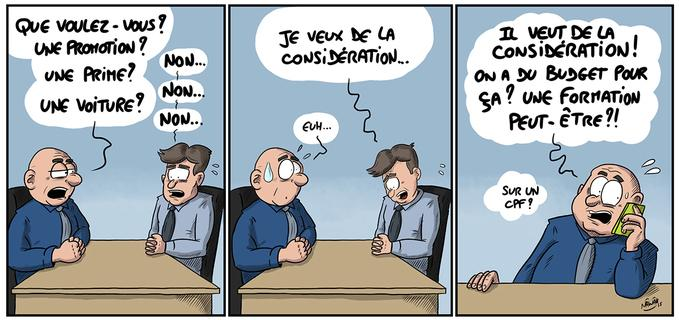 QUE VOULEZ-VOUS?
UNE PROMOTION?
UNE PRIME?
UNE VOITURE?
NON...
NON...
NON...
JE VEUX DE LA
CONSIDÉRATION...
EUH...
IL VEUT DE LA
CONSIDÉRATION!
ON A DU BUDGET POUR
ÇA? UNE FORMATION
PEUT-ÊTRE?!
SUR UN
CPF?